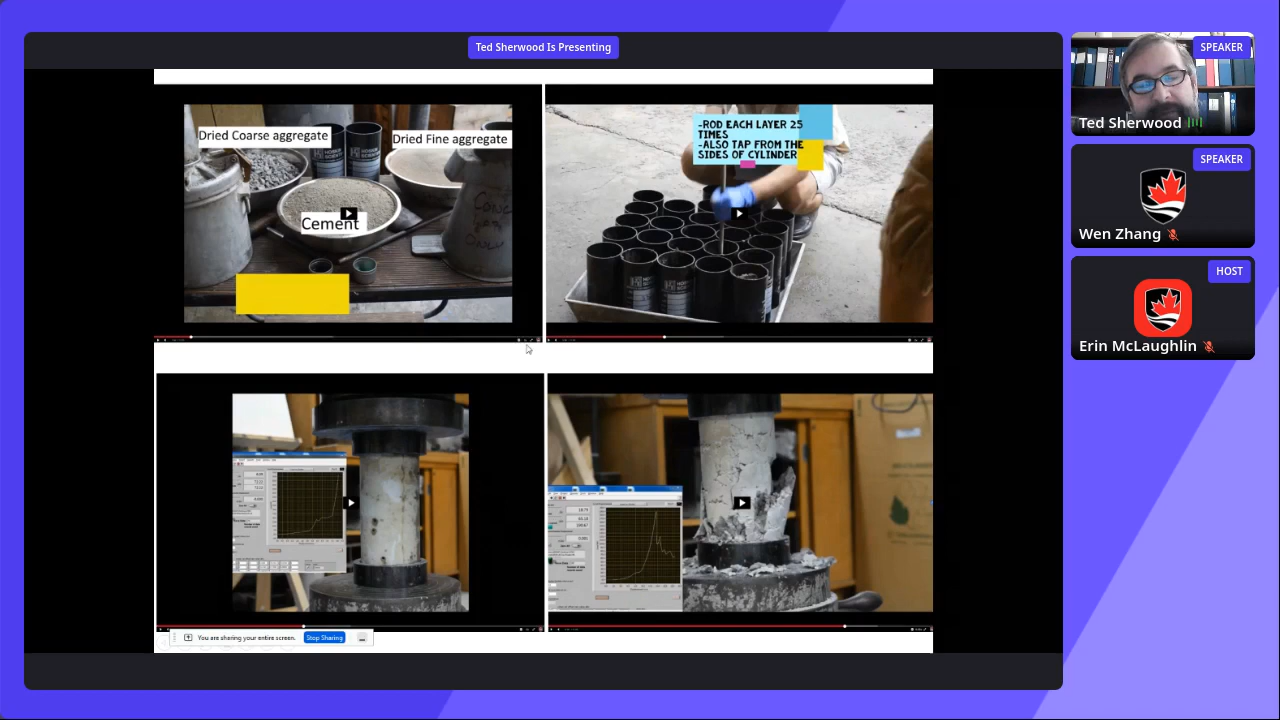 Ted Sherwood Is Presenting
SPEAKER
Ted Sherwood
SPEAKER
Wen Zhang
HOST
Erin McLaughlin
Dried Coarse aggregate
Dried Fine aggregate
Cement
-ROD EACH LAYER 25
TIMES
-ALSO TAP FROM THE
SIDES OF CYLINDER
You are sharing your entire screen.
Stop Sharing